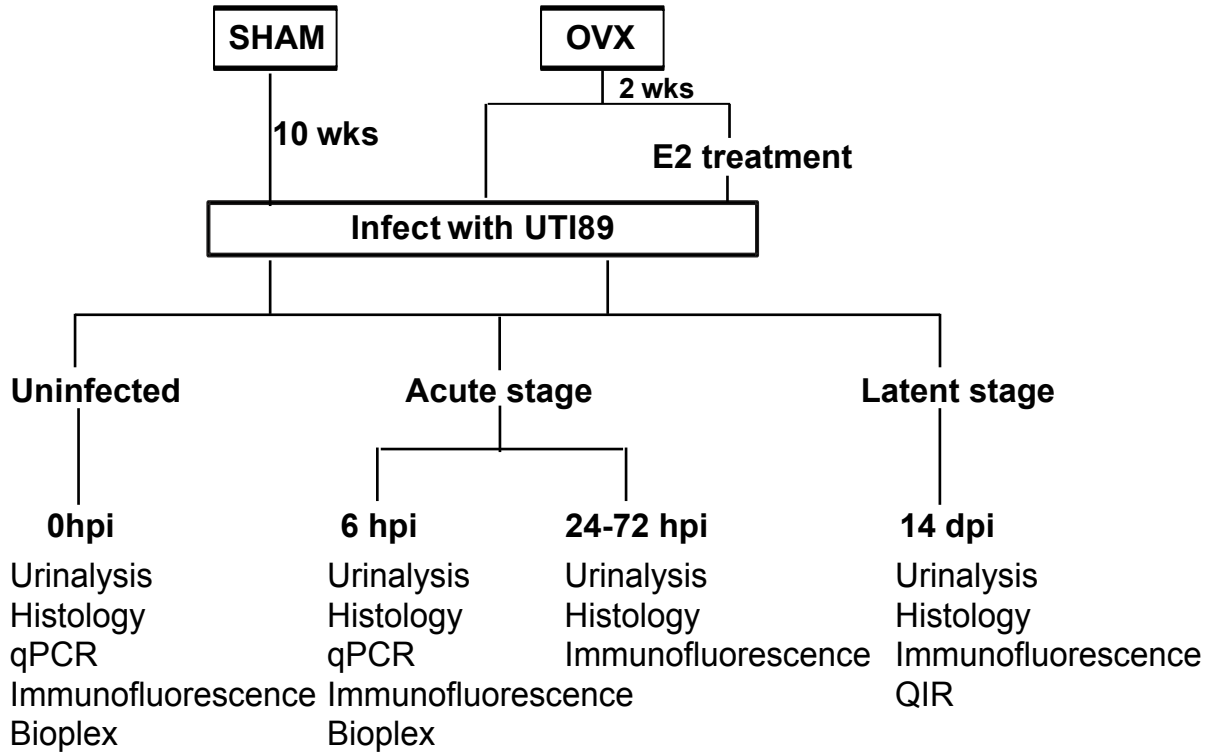 SHAM
OVX
2 wks
10 wks
E2 treatment
Infect with UTI89
Uninfected
Acute stage
Latent stage
0hpi
Urinalysis
Histology
qPCR
Immunofluorescence
Bioplex
6 hpi
Urinalysis
Histology
qPCR
Immunofluorescence
Bioplex
24-72 hpi
Urinalysis
Histology
Immunofluorescence
14 dpi
Urinalysis
Histology
Immunofluorescence
QIR